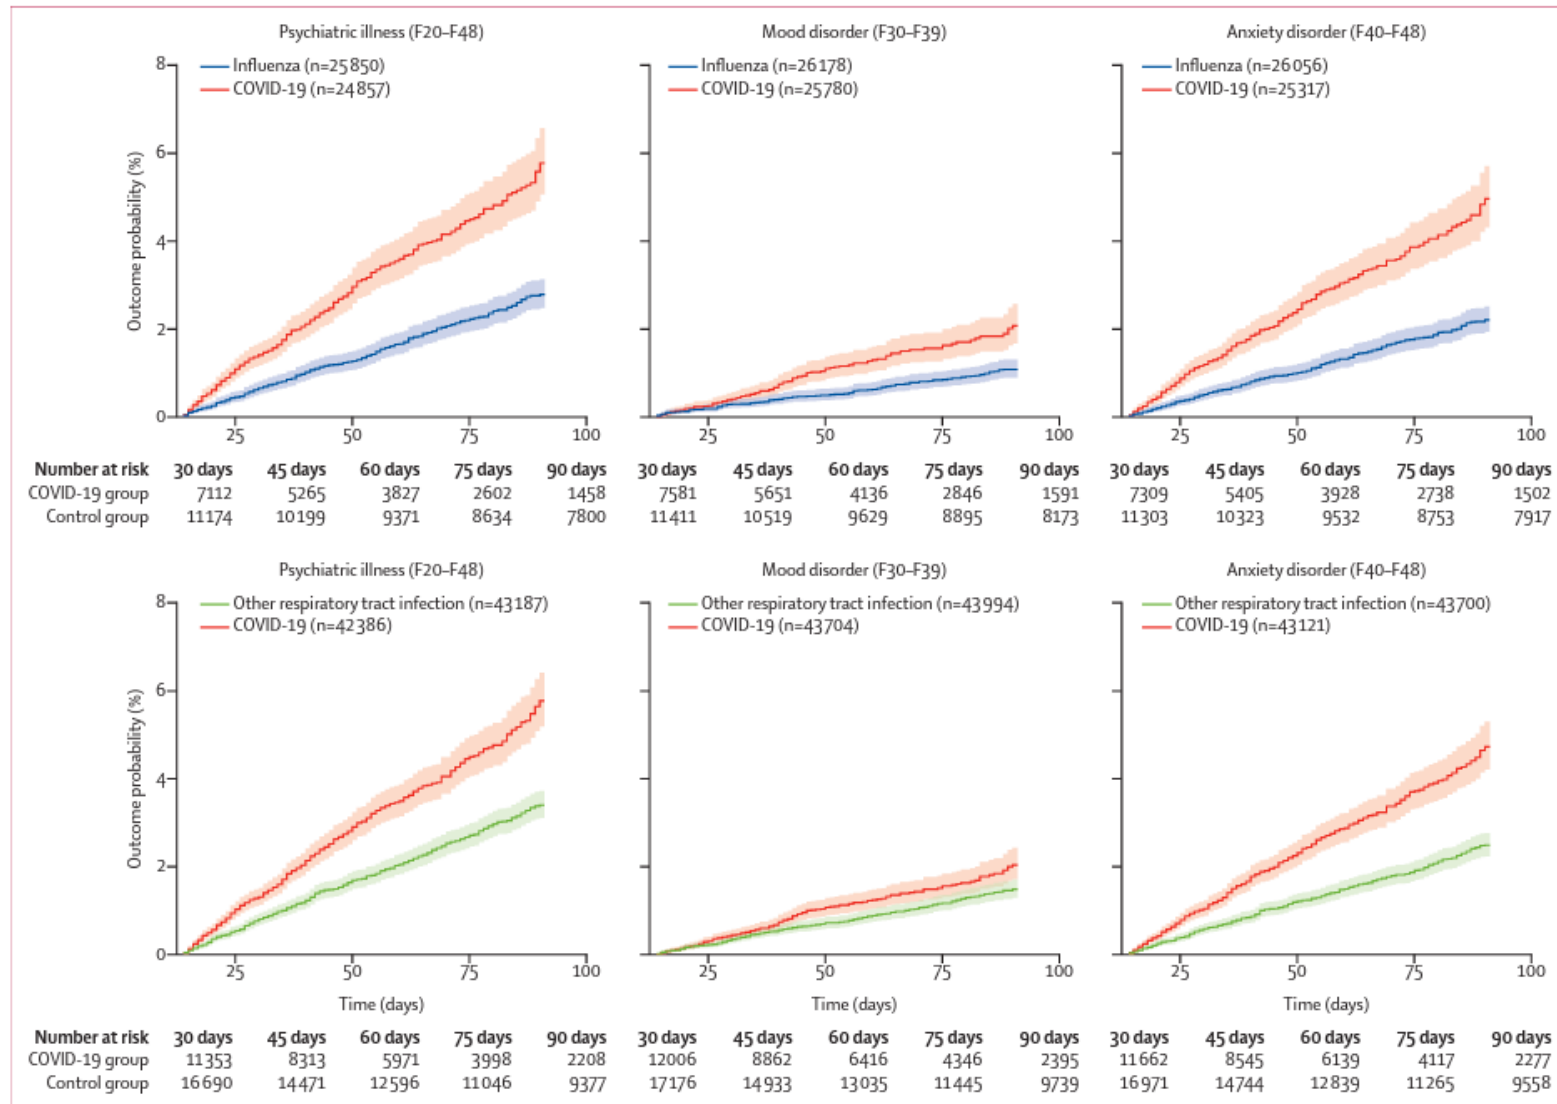 Psychiatric illness (F20–F48) Mood disorder (F30–F39) Anxiety disorder (F40–F48)
8 Influenza (n=25850) Influenza (n=26178) Influenza (n=26056)
COVID-19 (n=24857) COVID-19 (n=25780) COVID-19 (n=25317)
6
Outcome probability (%)
4
2
0
25 50 75 100 25 50 75 100 25 50 75 100
Number at risk 30 days 45 days 60 days 75 days 90 days 30 days 45 days 60 days 75 days 90 days 30 days 45 days 60 days 75 days 90 days
COVID-19 group 7112 5265 3827 2602 1458 7581 5651 4136 2846 1591 7309 5405 3928 2738 1502
Control group 11174 10199 9371 8634 7800 11411 10519 9629 8895 8173 11303 10323 9532 8753 7917
Psychiatric illness (F20–F48) Mood disorder (F30–F39) Anxiety disorder (F40–F48)
8 Other respiratory tract infection (n=43187) Other respiratory tract infection (n=43994) Other respiratory tract infection (n=43700)
COVID-19 (n=42386) COVID-19 (n=43704) COVID-19 (n=43121)
6
Outcome probability (%)
4
2
0
25 50 75 100 25 50 75 100 25 50 75 100
Time (days) Time (days) Time (days)
Number at risk 30 days 45 days 60 days 75 days 90 days 30 days 45 days 60 days 75 days 90 days 30 days 45 days 60 days 75 days 90 days
COVID-19 group 11353 8313 5971 3998 2208 12006 8862 6416 4346 2395 11662 8545 6139 4117 2277
Control group 16690 14471 12596 11046 9377 17176 14933 13035 11445 9739 16971 14744 12839 11265 9558